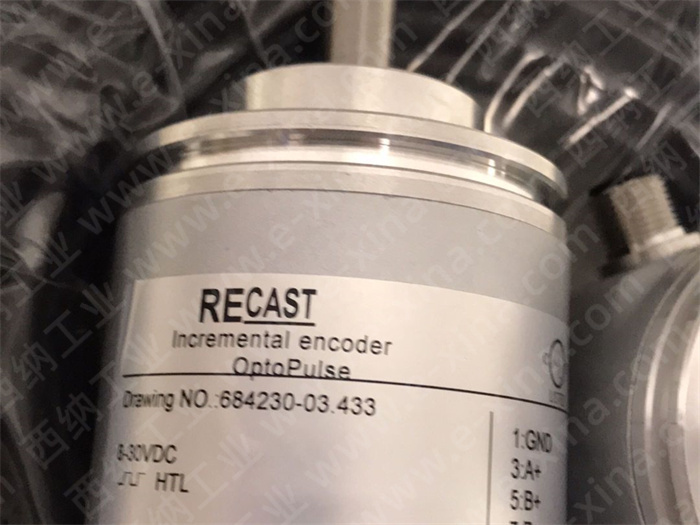 RECAST
Incremental encoder
OptoPulse
Drawing NO.:684230-03.433
8-30VDC
HTL
1:GND
3:A+
5:B+
西纳工业 www.e-xina.com